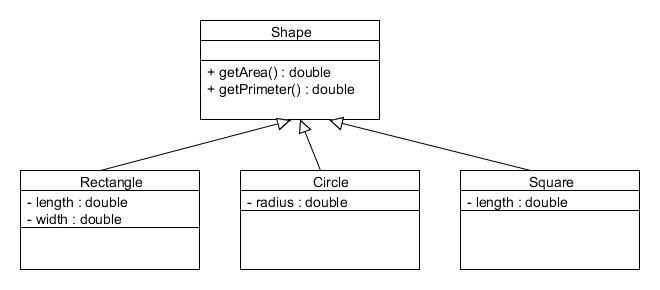 Shape
+ getArea() : double
+ getPrimeter() : double
Rectangle
- length : double
- width : double
Circle
- radius : double
Square
- length : double